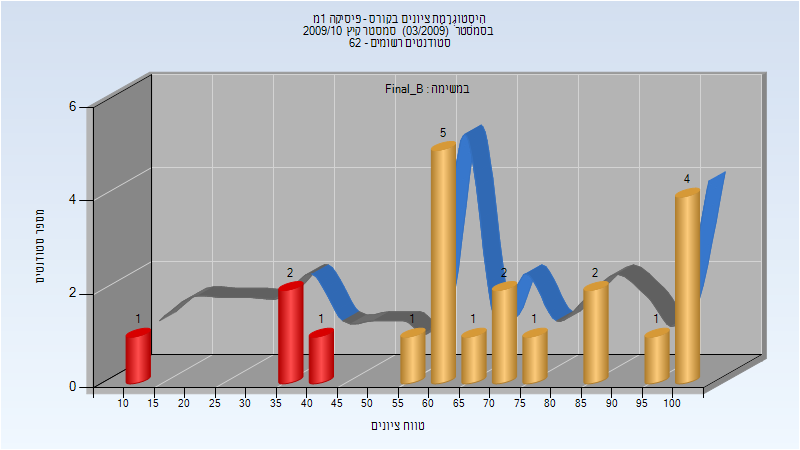 היסטוגרמת ציונים בקורס - פיסיקה 1מ
בסמסטר (03/2009) סמסטר קיץ 2009/10
סטודנטים רשומים - 62
במשימה : Final_B
מספר סטודנטים
6
4
2
0
1
2
1
1
5
1
2
1
2
1
4
10 15 20 25 30 35 40 45 50 55 60 65 70 75 80 85 90 95 100
טווח ציונים